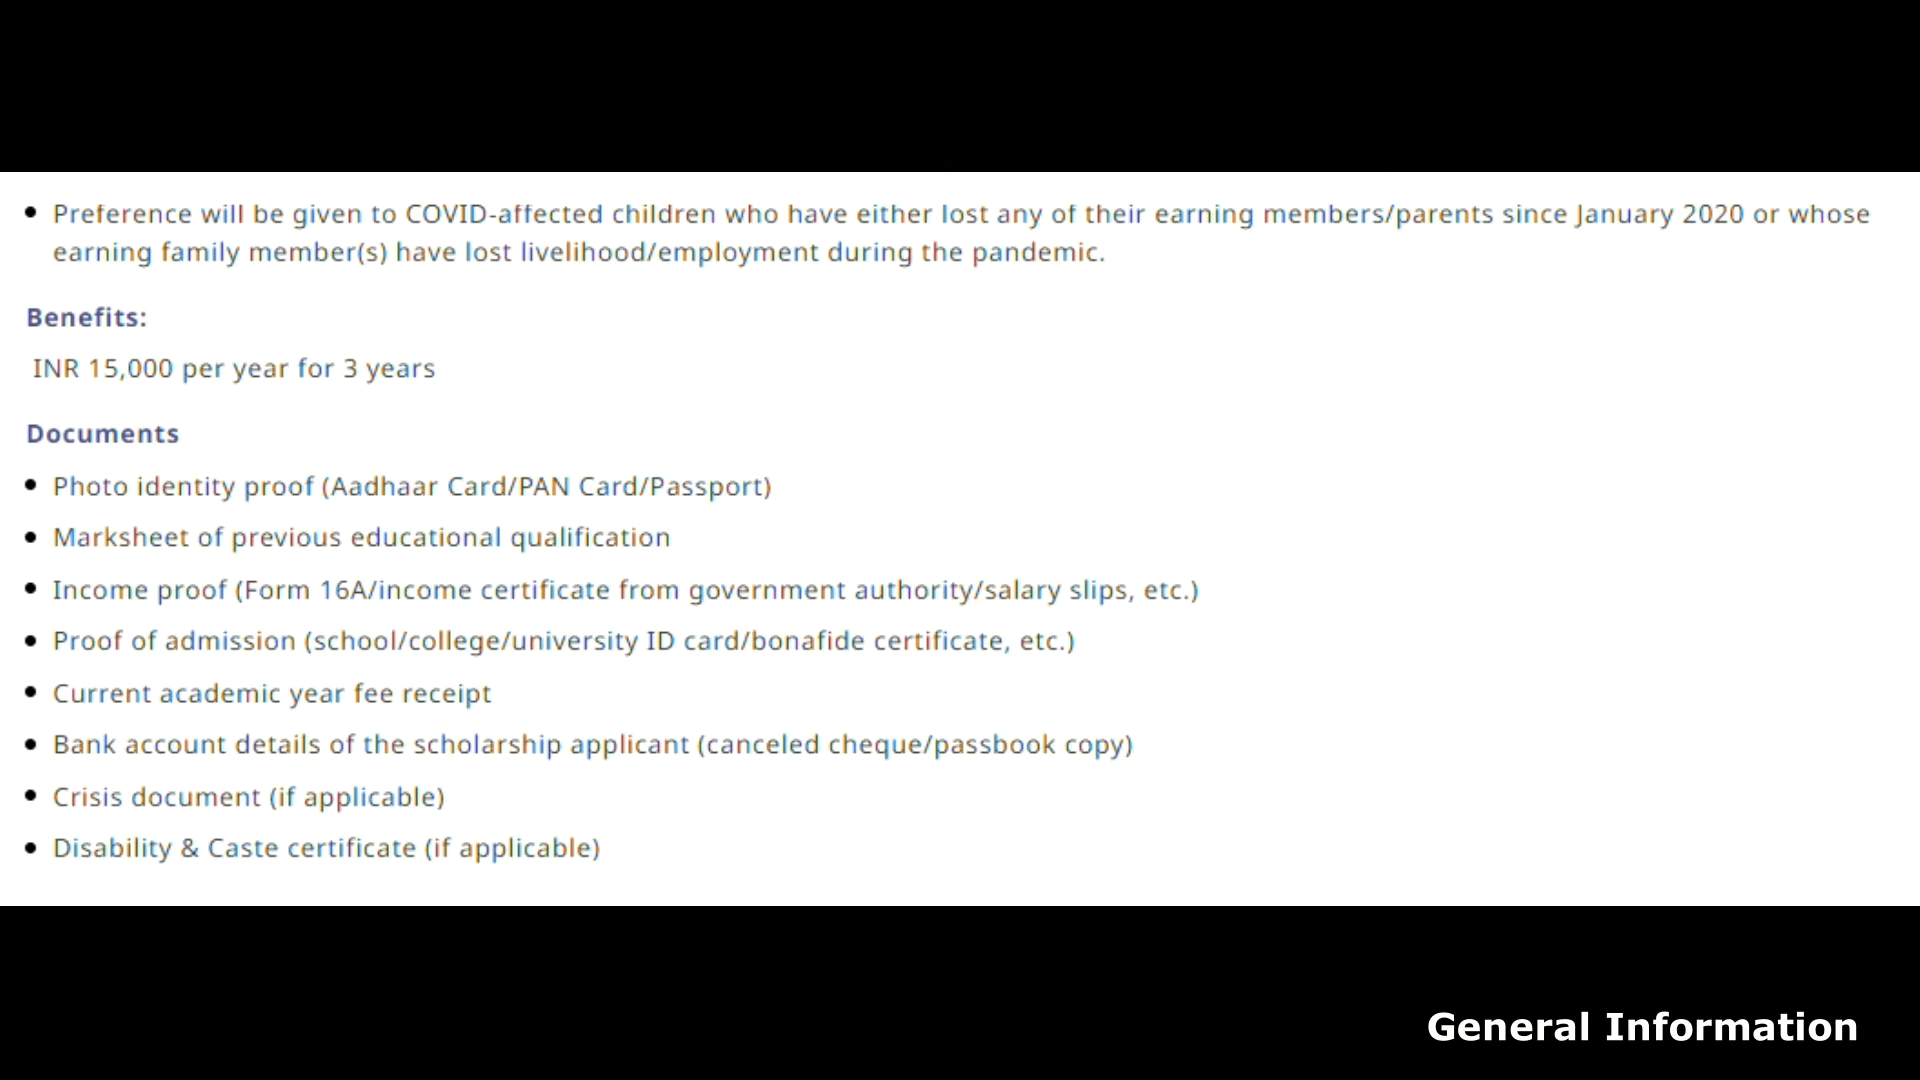 • Preference will be given to COVID-affected children who have either lost any of their earning members/parents since January 2020 or whose
earning family member(s) have lost livelihood/employment during the pandemic.
Benefits:
INR 15,000 per year for 3 years
Documents
• Photo identity proof (Aadhaar Card/PAN Card/Passport)
• Marksheet of previous educational qualification
• Income proof (Form 16A/income certificate from government authority/salary slips, etc.)
• Proof of admission (school/college/university ID card/bonafide certificate, etc.)
• Current academic year fee receipt
• Bank account details of the scholarship applicant (canceled cheque/passbook copy)
• Crisis document (if applicable)
• Disability & Caste certificate (if applicable)
General Information